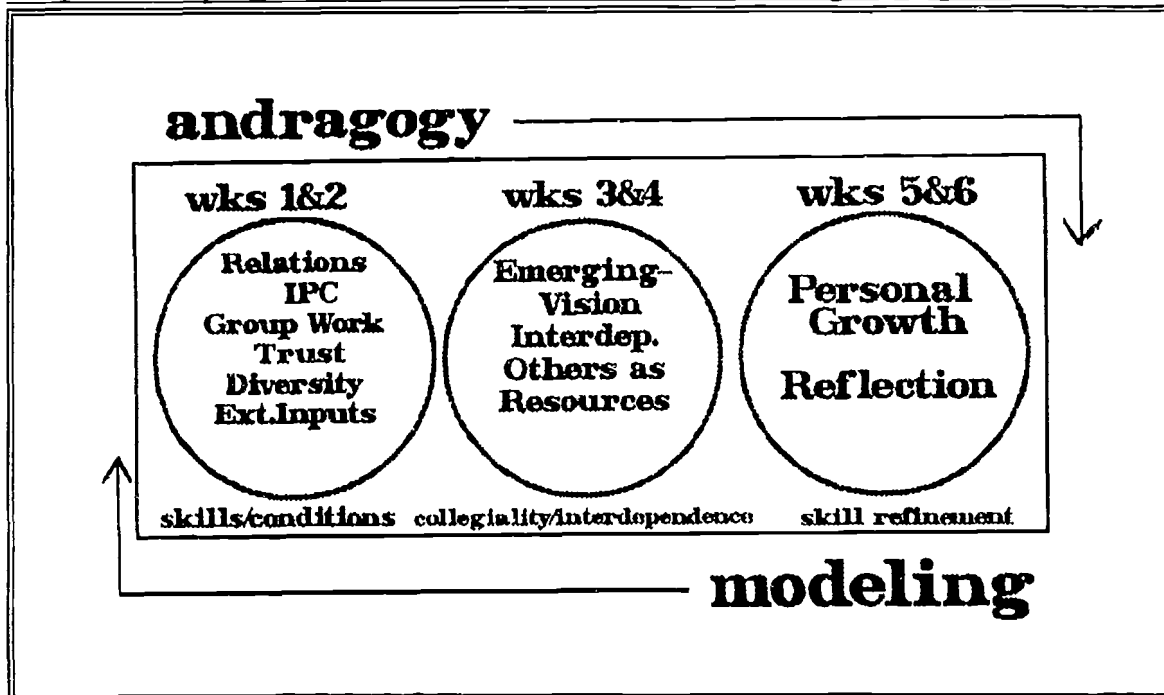 andragogy
wks 1&2
Relations
IPC
Group Work
Trust
Diversity
Ext.Inputs
skills/conditions
wks 3&4
Emerging-
Vision
Interdep.
Others as
Resources
collegiality/interdependence
wks 5&6
Personal
Growth
Reflection
skill refinement
modeling